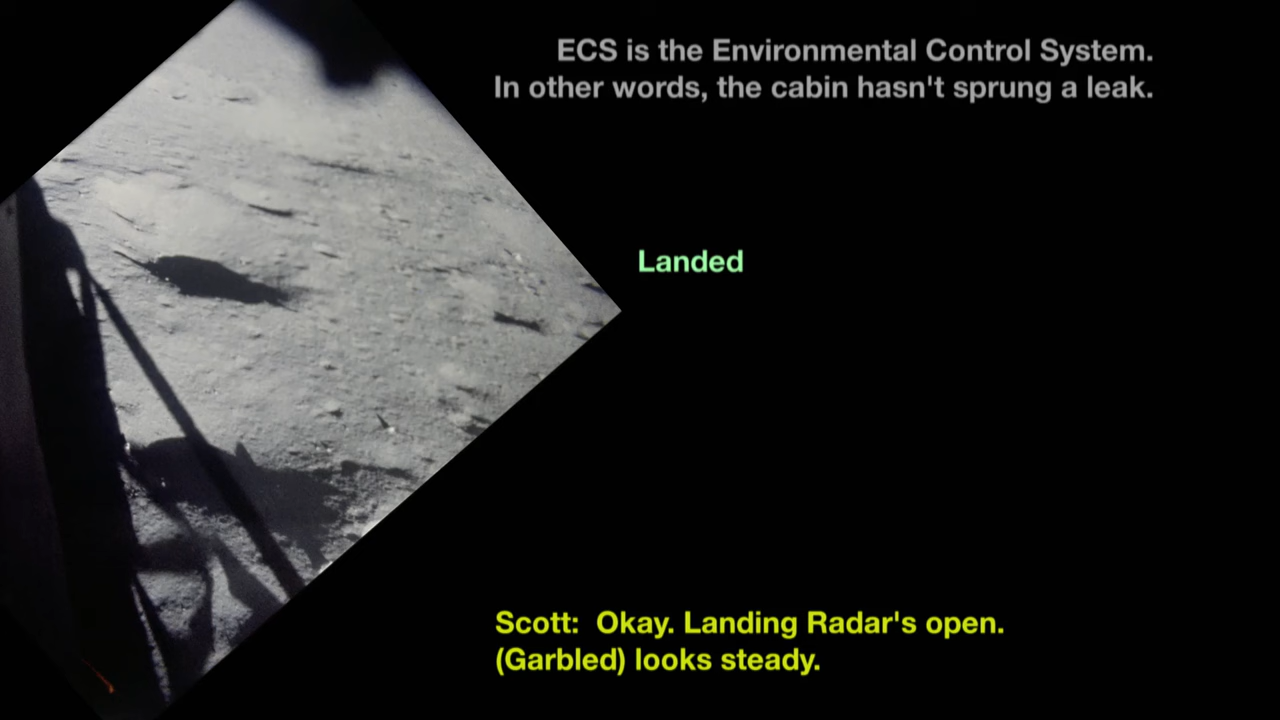 ECS is the Environmental Control System.
In other words, the cabin hasn't sprung a leak.
Landed
Scott:  Okay. Landing Radar's open.
(Garbled) looks steady.